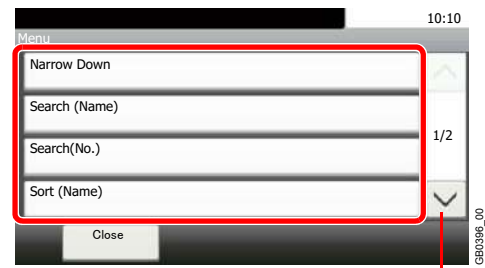 10:10
Menu
Narrow Down
Search (Name)
Search(No.)
1/2
Sort (Name)
Close
GB0396_00